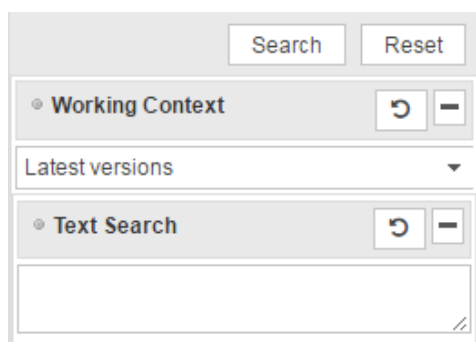 Search Reset
Working Context
Latest versions
Text Search